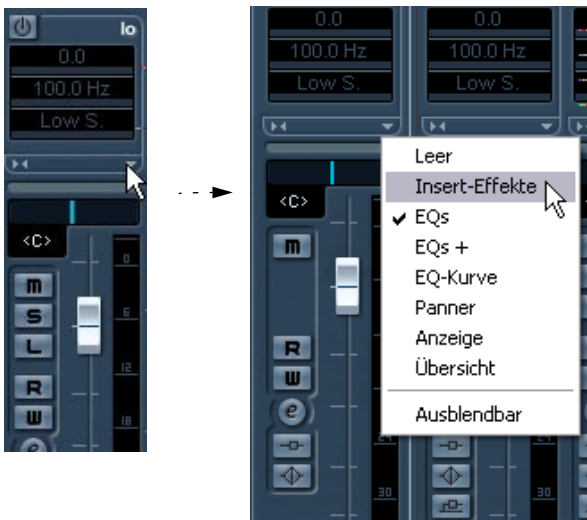 lo
0.0
100.0 Hz
Low S.
<C>
m
S
L
R
W
e
0
6
12
18
0.0
100.0 Hz
Low S.
<C>
m
R
W
e
0.0
100.0 Hz
Low S.
Leer
Insert-Effekte
EQs
EQs +
EQ-Kurve
Panner
Anzeige
Übersicht
Ausblendbar
24
30
30